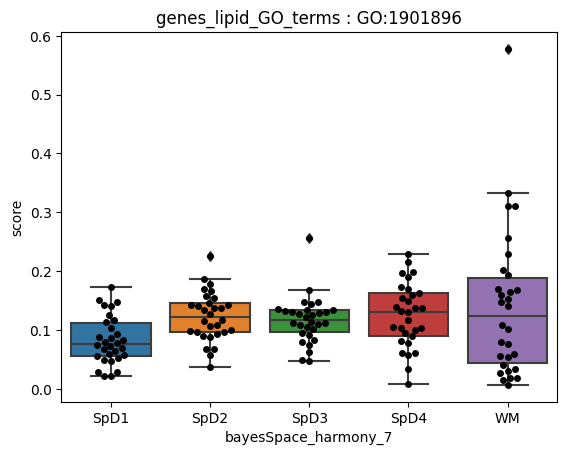 genes_lipid_GO_terms : GO:1901896
0.6
0.5
0.4
0.3
0.2
0.1
0.0
score
SpD1 SpD2 SpD3 SpD4 WM
bayesSpace_harmony_7